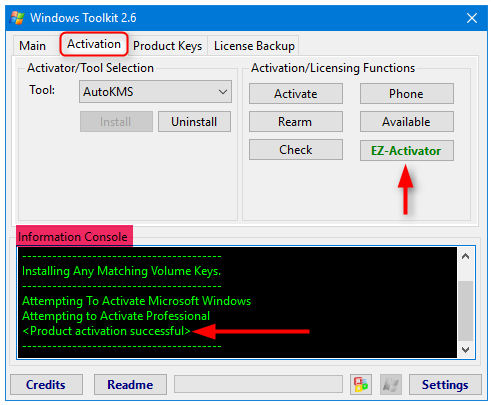 Windows Toolkit 2.6
Main Activation Product Keys License Backup
Activator/Tool Selection
Tool: AutoKMS
Install Uninstall
Activation/Licensing Functions
Activate Phone
Rearm Available
Check EZ-Activator
Information Console
----------------------------------------
Installing Any Matching Volume Keys.
----------------------------------------
Attempting To Activate Microsoft Windows
Attempting to Activate Professional
<Product activation successful>
----------------------------------------
Credits Readme Settings